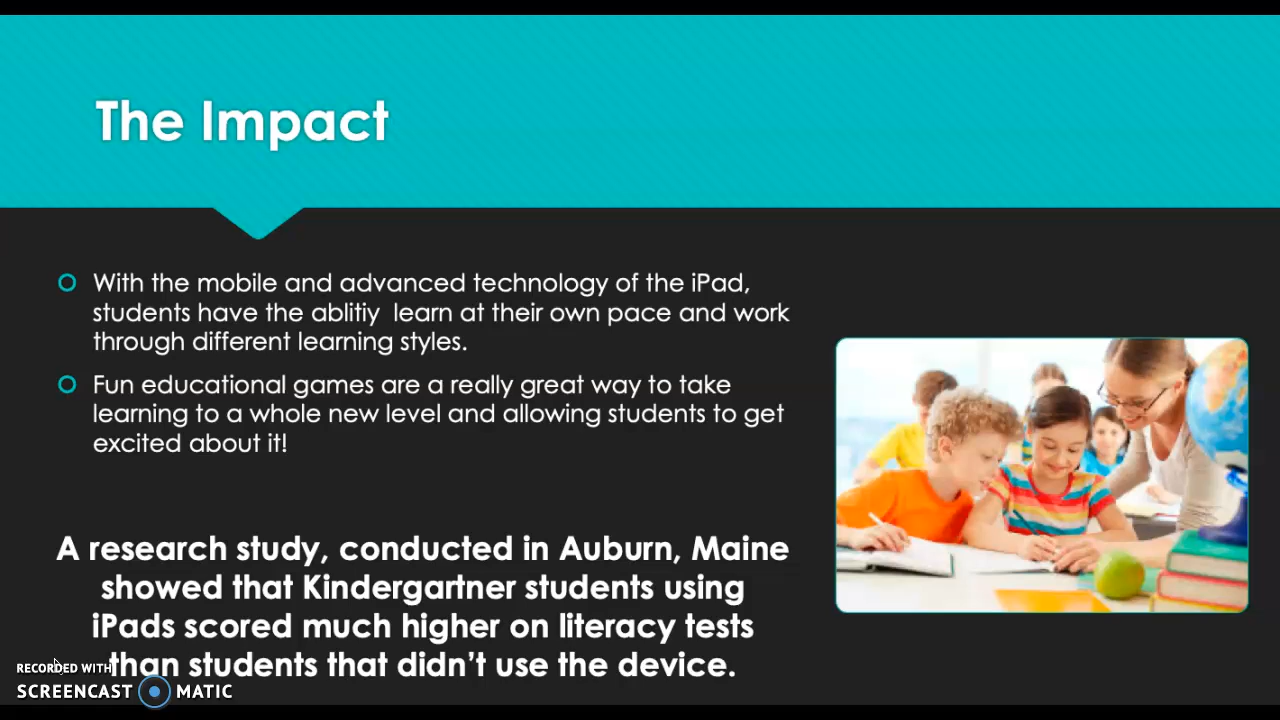 The Impact
With the mobile and advanced technology of the iPad,
students have the ablitiy  learn at their own pace and work
through different learning styles.
Fun educational games are a really great way to take
learning to a whole new level and allowing students to get
excited about it!
A research study, conducted in Auburn, Maine
showed that Kindergartner students using
iPads scored much higher on literacy tests
than students that didn't use the device.
RECORDED WITH
SCREENCAST MATIC